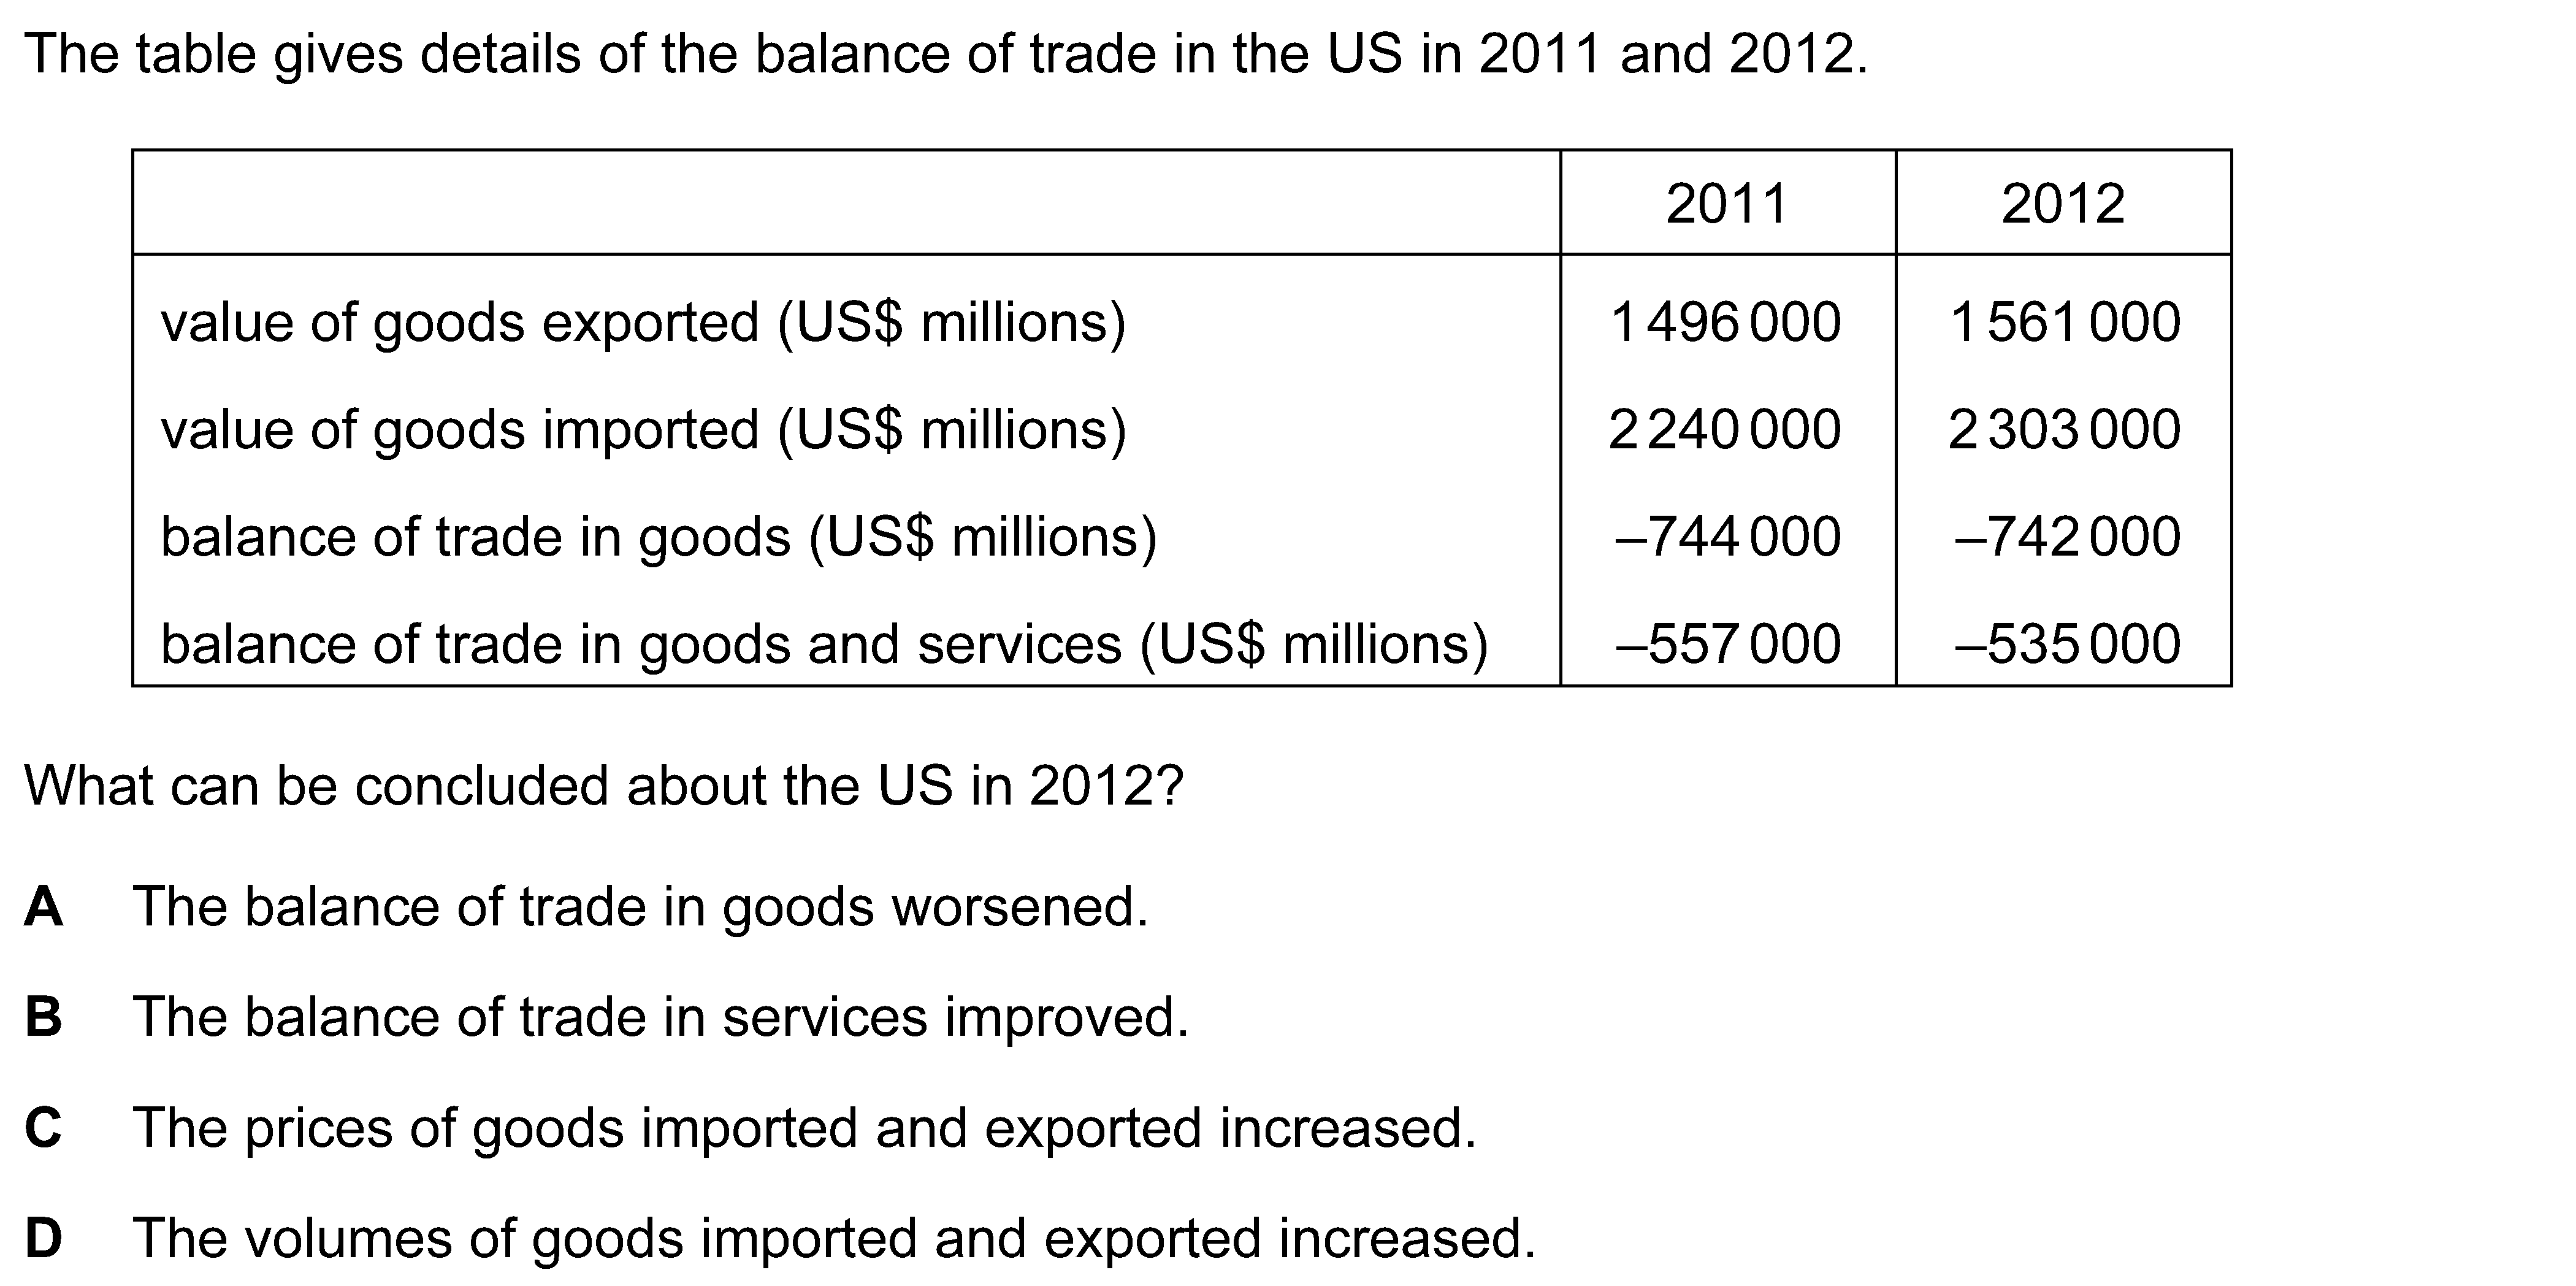 The table gives details of the balance of trade in the US in 2011 and 2012.
2011 2012
value of goods exported (US$ millions) 1 496 000 1 561 000
value of goods imported (US$ millions) 2 240 000 2 303 000
balance of trade in goods (US$ millions) –744 000 –742 000
balance of trade in goods and services (US$ millions) –557 000 –535 000
What can be concluded about the US in 2012?
A The balance of trade in goods worsened.
B The balance of trade in services improved.
C The prices of goods imported and exported increased.
D The volumes of goods imported and exported increased.